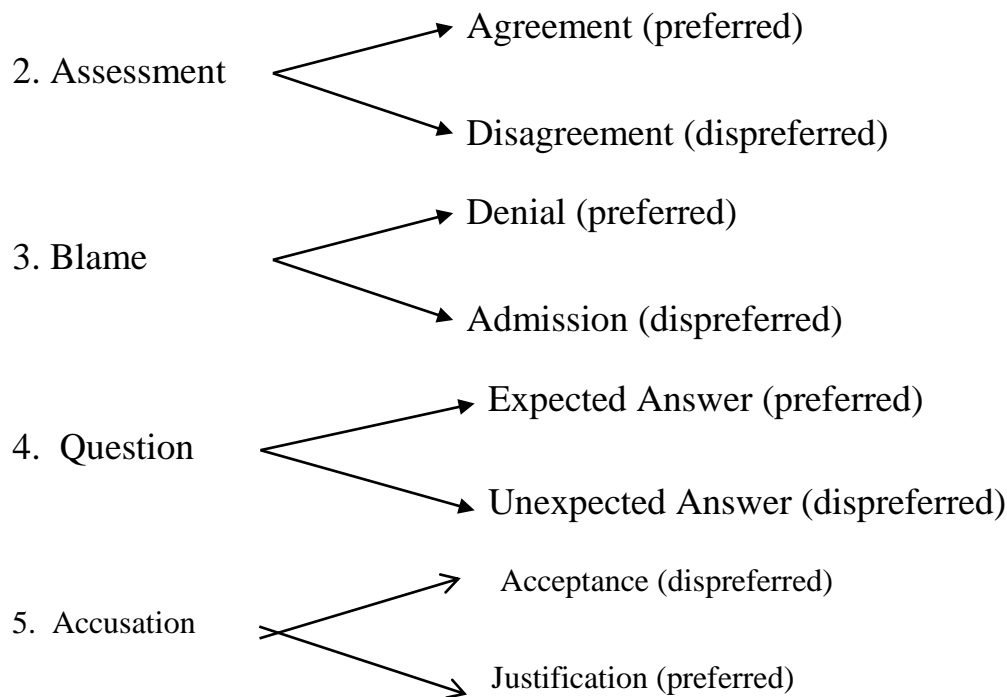 Agreement (preferred)
2. Assessment
Disagreement (dispreferred)
Denial (preferred)
3. Blame
Admission (dispreferred)
Expected Answer (preferred)
4. Question
Unexpected Answer (dispreferred)
Acceptance (dispreferred)
5. Accusation
Justification (preferred)